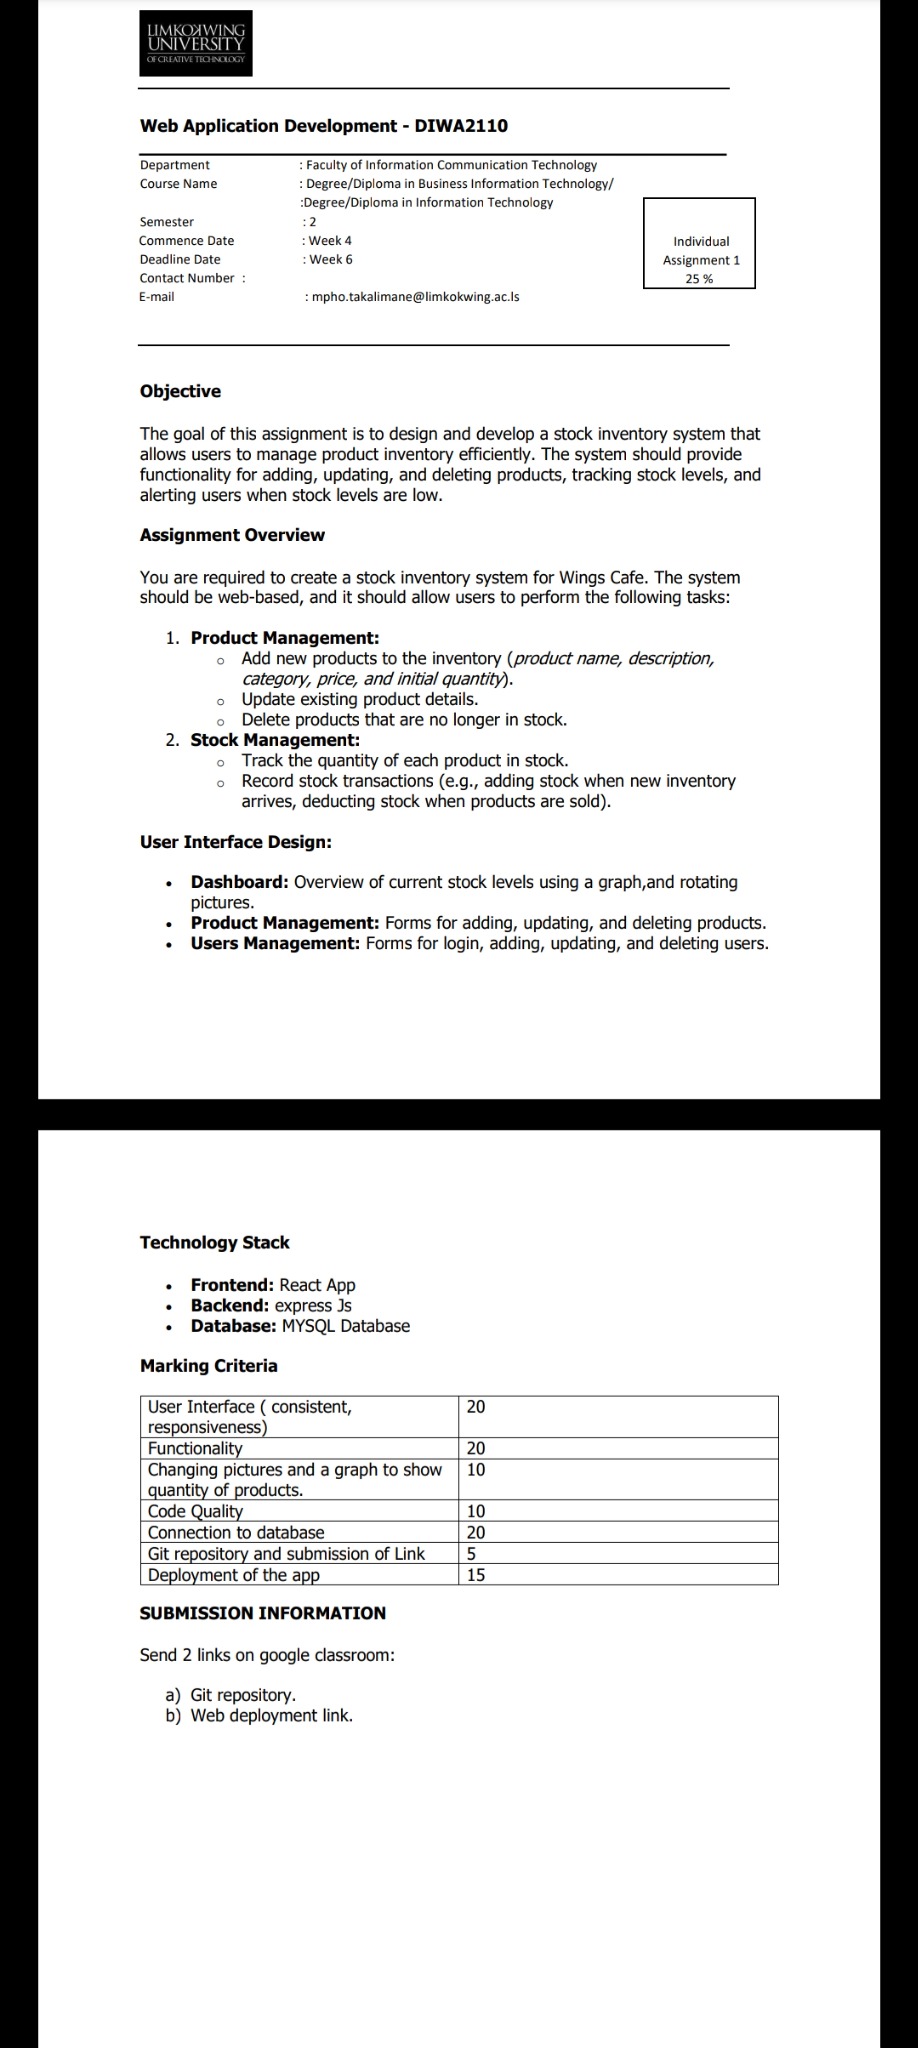 LIMKOKWING
UNIVERSITY
OF CREATIVE TECHNOLOGY
Web Application Development - DIWA2110
Department : Faculty of Information Communication Technology
Course Name : Degree/Diploma in Business Information Technology/
:Degree/Diploma in Information Technology
Semester : 2
Commence Date : Week 4
Deadline Date : Week 6
Contact Number :
E-mail : mpho.takalimane@limkokwing.ac.ls
Individual
Assignment 1
25 %
Objective
The goal of this assignment is to design and develop a stock inventory system that
allows users to manage product inventory efficiently. The system should provide
functionality for adding, updating, and deleting products, tracking stock levels, and
alerting users when stock levels are low.
Assignment Overview
You are required to create a stock inventory system for Wings Cafe. The system
should be web-based, and it should allow users to perform the following tasks:
1. Product Management:
o Add new products to the inventory (product name, description,
category, price, and initial quantity).
o Update existing product details.
o Delete products that are no longer in stock.
2. Stock Management:
o Track the quantity of each product in stock.
o Record stock transactions (e.g., adding stock when new inventory
arrives, deducting stock when products are sold).
User Interface Design:
• Dashboard: Overview of current stock levels using a graph,and rotating
pictures.
• Product Management: Forms for adding, updating, and deleting products.
• Users Management: Forms for login, adding, updating, and deleting users.
Technology Stack
• Frontend: React App
• Backend: express Js
• Database: MYSQL Database
Marking Criteria
User Interface ( consistent, 20
responsiveness)
Functionality 20
Changing pictures and a graph to show 10
quantity of products.
Code Quality 10
Connection to database 20
Git repository and submission of Link 5
Deployment of the app 15
SUBMISSION INFORMATION
Send 2 links on google classroom:
a) Git repository.
b) Web deployment link.